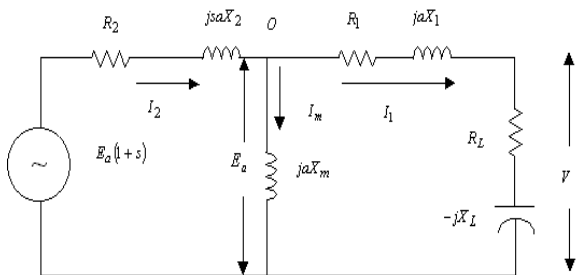 R2
jsaX2
O
R1
jaX1
I2
Im
I1
RL
Ea(1+s)
Ea
jaXm
V
-jXL
~